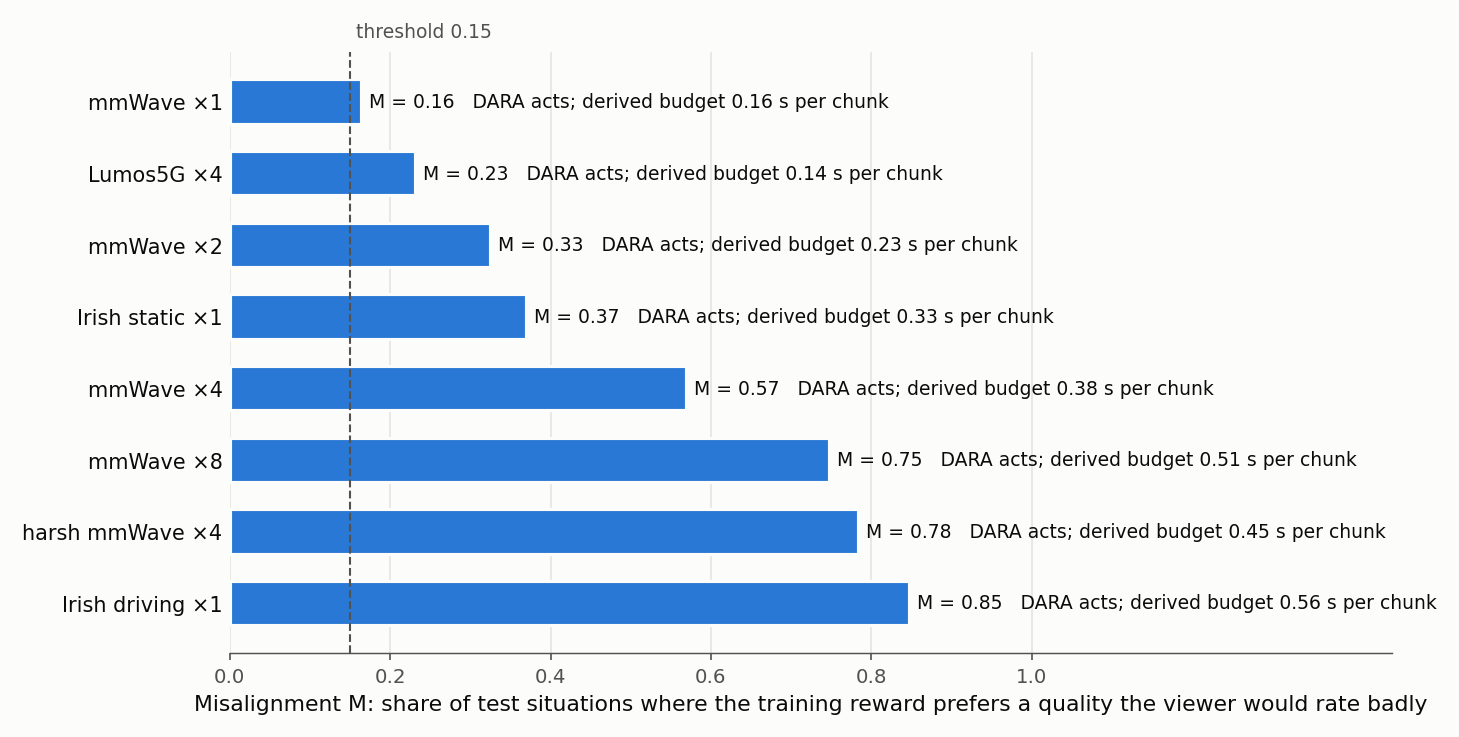 threshold 0.15
mmWave ×1 M = 0.16 DARA acts; derived budget 0.16 s per chunk
Lumos5G ×4 M = 0.23 DARA acts; derived budget 0.14 s per chunk
mmWave ×2 M = 0.33 DARA acts; derived budget 0.23 s per chunk
Irish static ×1 M = 0.37 DARA acts; derived budget 0.33 s per chunk
mmWave ×4 M = 0.57 DARA acts; derived budget 0.38 s per chunk
mmWave ×8 M = 0.75 DARA acts; derived budget 0.51 s per chunk
harsh mmWave ×4 M = 0.78 DARA acts; derived budget 0.45 s per chunk
Irish driving ×1 M = 0.85 DARA acts; derived budget 0.56 s per chunk
0.0 0.2 0.4 0.6 0.8 1.0
Misalignment M: share of test situations where the training reward prefers a quality the viewer would rate badly